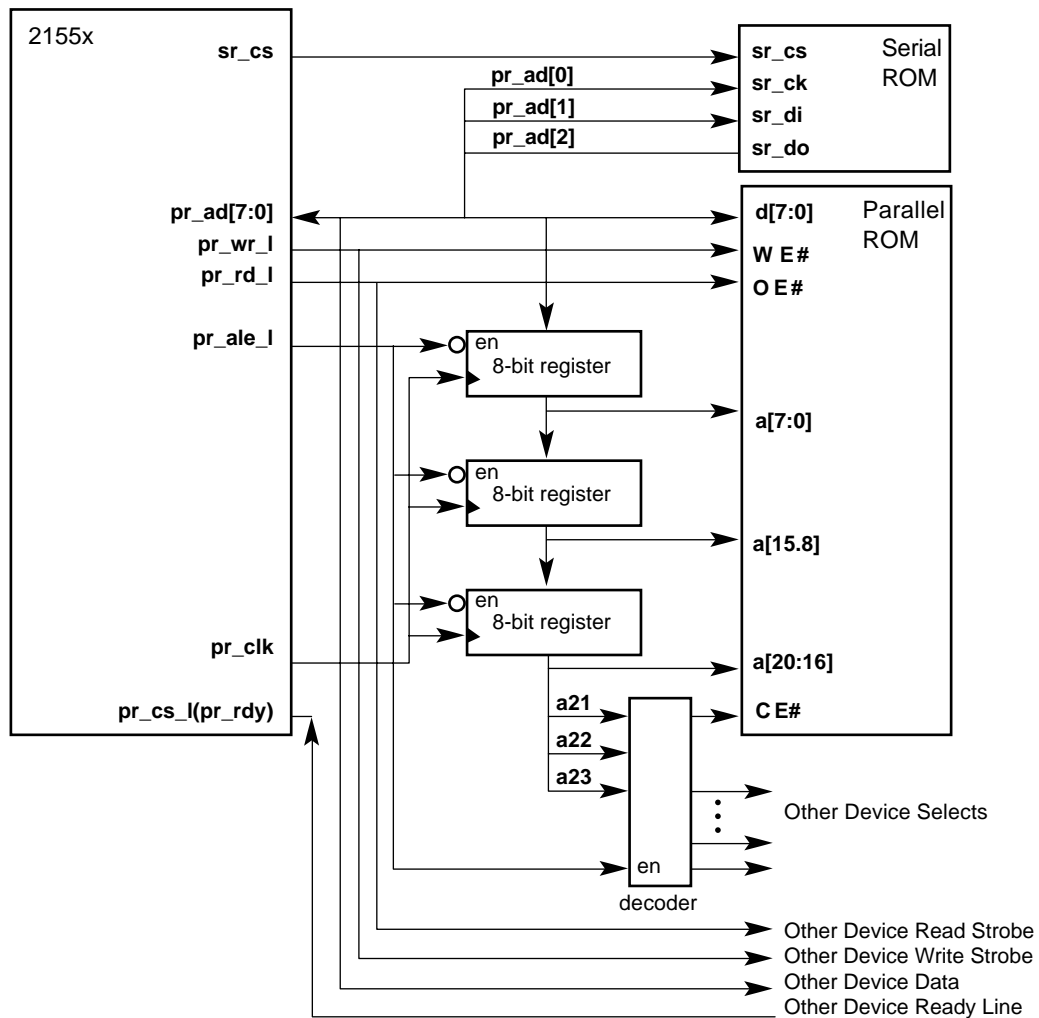 2155x
sr_cs
pr_ad[7:0]
pr_wr_l
pr_rd_l
pr_ale_l
pr_clk
pr_cs_l(pr_rdy)
pr_ad[0]
pr_ad[1]
pr_ad[2]
Serial
ROM
sr_cs
sr_ck
sr_di
sr_do
Parallel
ROM
d[7:0]
W E#
O E#
a[7:0]
a[15.8]
a[20:16]
C E#
en
8-bit register
en
8-bit register
en
8-bit register
a21
a22
a23
en
decoder
Other Device Selects
Other Device Read Strobe
Other Device Write Strobe
Other Device Data
Other Device Ready Line